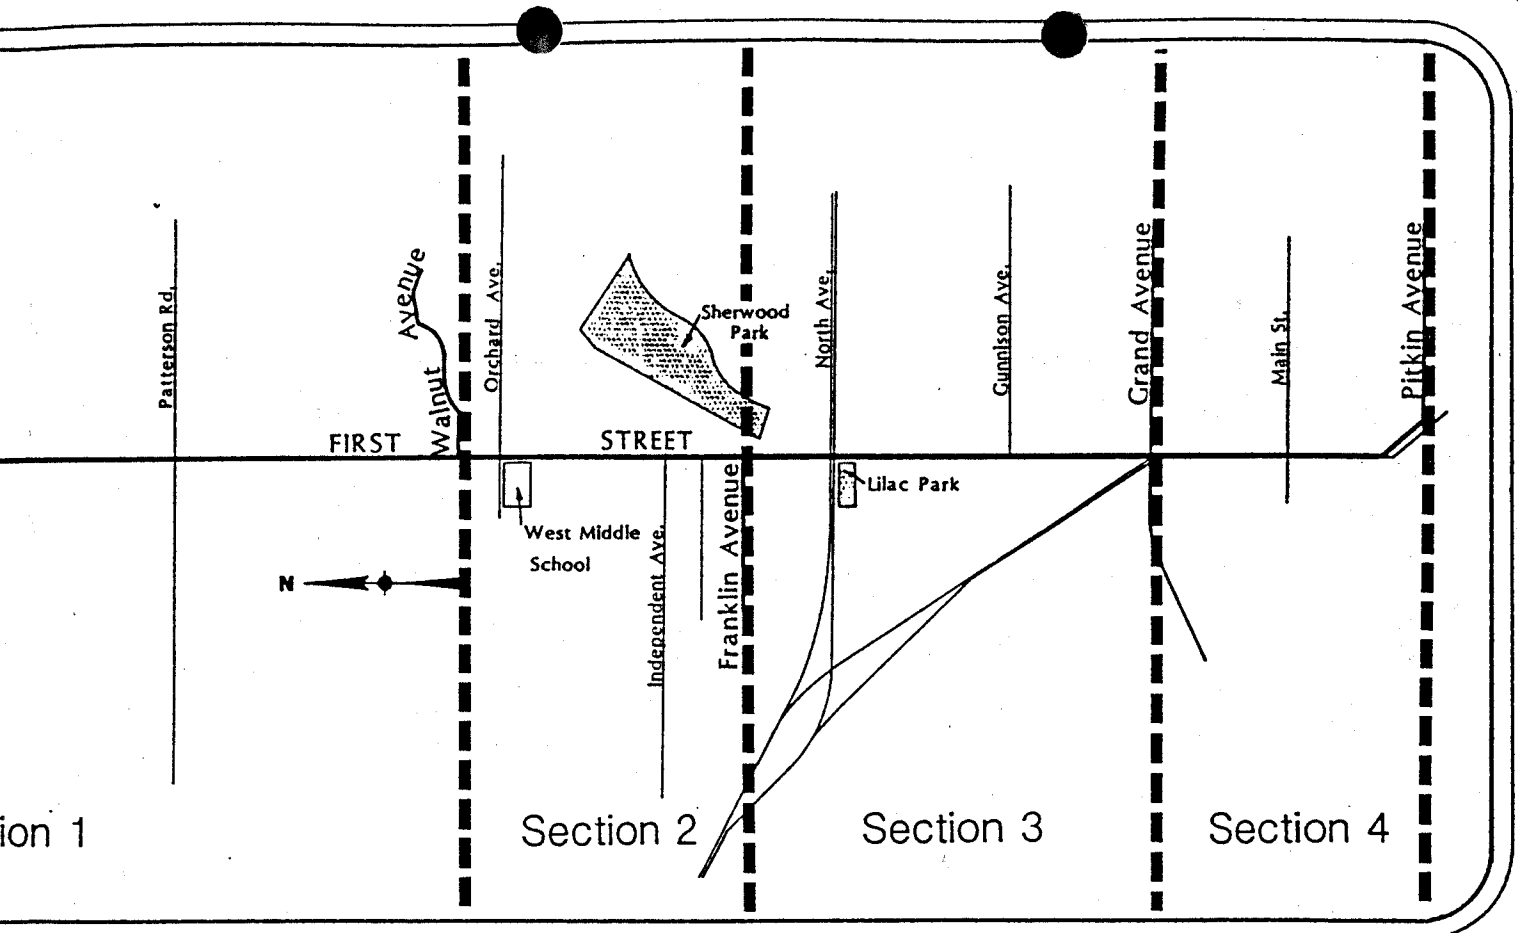 Patterson Rd.
Walnut Avenue
Orchard Ave.
Sherwood
Park
North Ave.
Gunnison Ave.
Grand Avenue
Main St.
Pitkin Avenue
FIRST STREET
Lilac Park
West Middle
School
Independent Ave.
Franklin Avenue
N
ion 1
Section 2
Section 3
Section 4